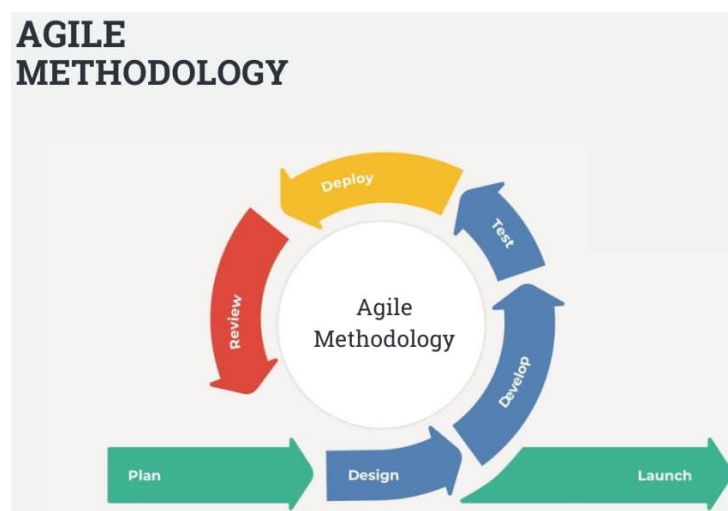 AGILE
METHODOLOGY
Deploy
Test
Review
Agile
Methodology
Develop
Plan
Design
Launch